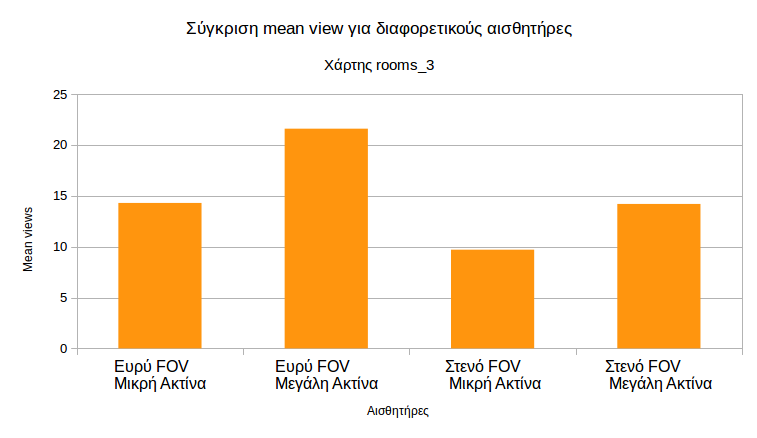 Σύγκριση mean view για διαφορετικούς αισθητήρες
Χάρτης rooms_3
Mean views
25
20
15
10
5
0
Ευρύ FOV
Μικρή Ακτίνα
Ευρύ FOV
Μεγάλη Ακτίνα
Στενό FOV
Μικρή Ακτίνα
Στενό FOV
Μεγάλη Ακτίνα
Αισθητήρες